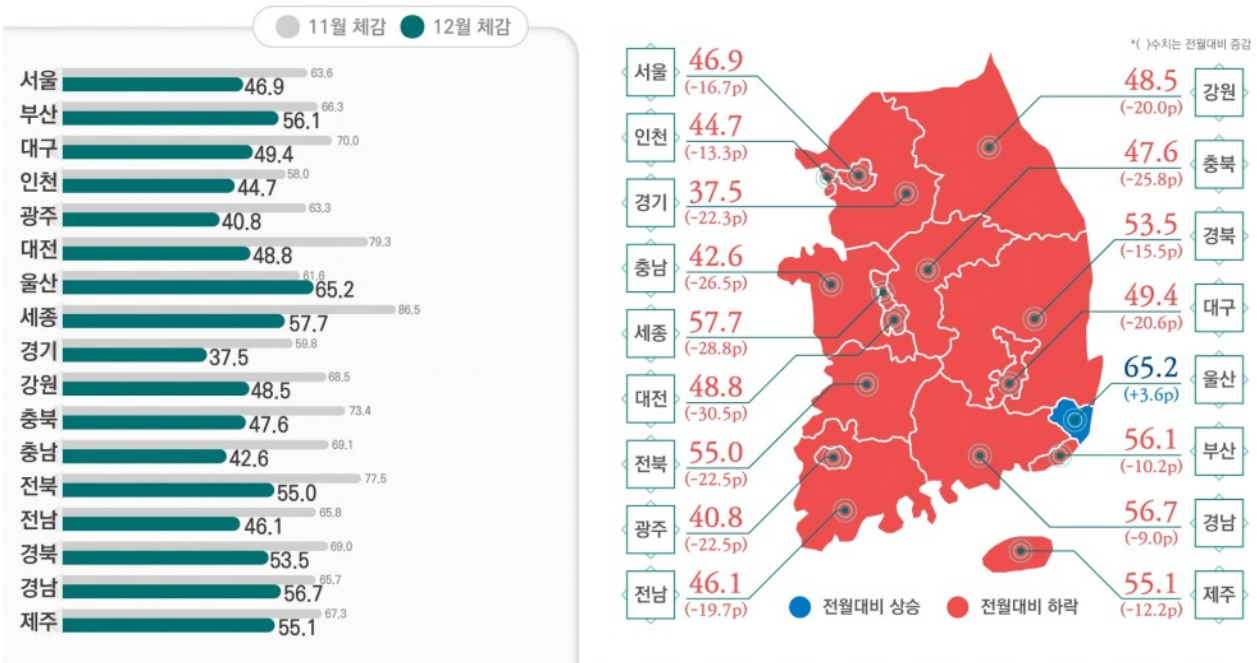 11월 체감 12월 체감
서울 63.6 46.9
부산 66.3 56.1
대구 70.0 49.4
인천 58.0 44.7
광주 63.3 40.8
대전 79.3 48.8
울산 61.6 65.2
세종 86.5 57.7
경기 59.8 37.5
강원 68.5 48.5
충북 73.4 47.6
충남 69.1 42.6
전북 77.5 55.0
전남 65.8 46.1
경북 69.0 53.5
경남 65.7 56.7
제주 67.3 55.1
*( )수치는 전월대비 증감
서울 46.9
(-16.7p)
인천 44.7
(-13.3p)
경기 37.5
(-22.3p)
충남 42.6
(-26.5p)
세종 57.7
(-28.8p)
대전 48.8
(-30.5p)
전북 55.0
(-22.5p)
광주 40.8
(-22.5p)
전남 46.1
(-19.7p)
48.5 강원
(-20.0p)
47.6 충북
(-25.8p)
53.5 경북
(-15.5p)
49.4 대구
(-20.6p)
65.2 울산
(+3.6p)
56.1 부산
(-10.2p)
56.7 경남
(-9.0p)
55.1 제주
(-12.2p)
전월대비 상승 전월대비 하락